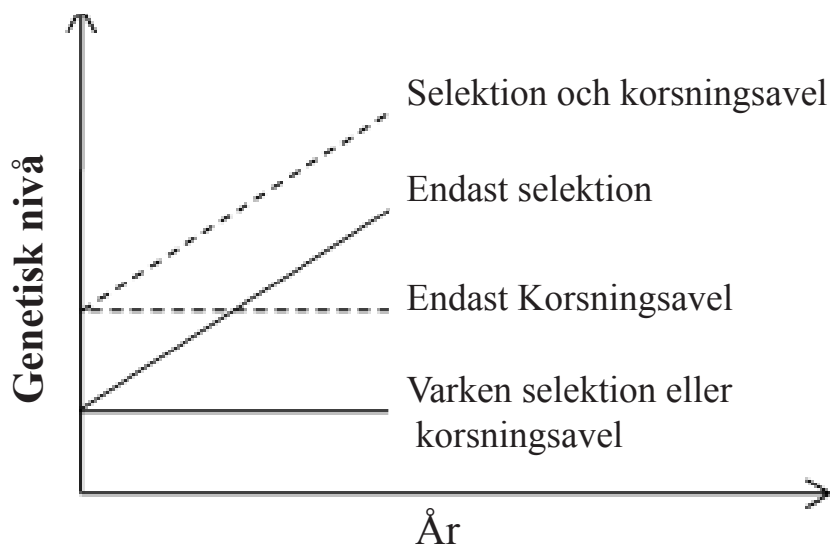 Genetisk nivå
Selektion och korsningsavel
Endast selektion
Endast Korsningsavel
Varken selektion eller
korsningsavel
År